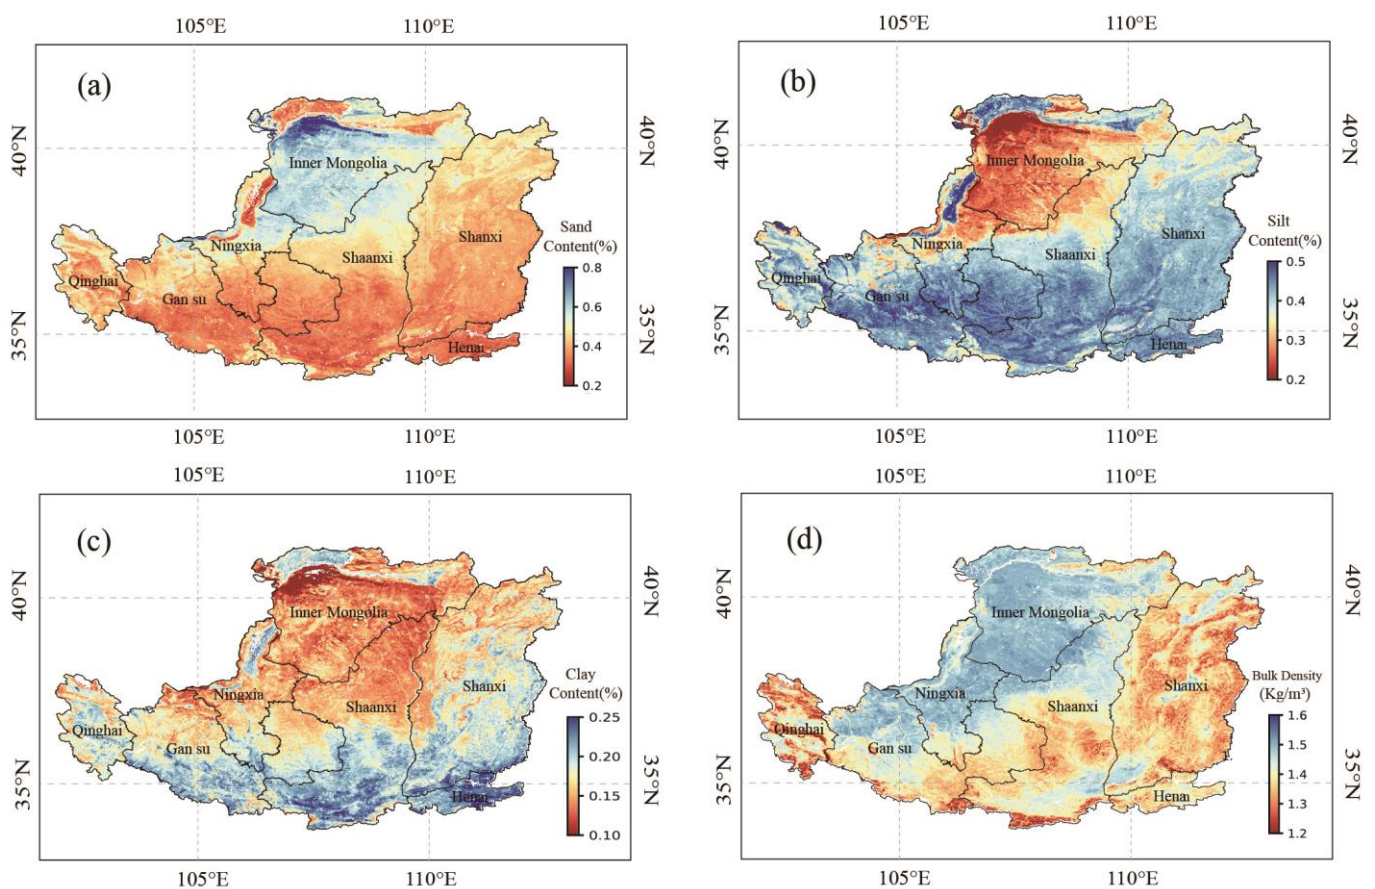 105°E 110°E
(a)
40°N 40°N
Inner Mongolia
Sand
Content(%)
Ningxia
Shanxi
Shaanxi
Qinghai
Gan su
0.8
0.6
0.4
0.2
35°N 35°N
Henai
105°E 110°E
105°E 110°E
(b)
40°N 40°N
Inner Mongolia
Silt
Content(%)
Ningxia
Shanxi
Shaanxi
Qinghai
Gan su
0.5
0.4
0.3
0.2
35°N 35°N
Henai
105°E 110°E
105°E 110°E
(c)
40°N 40°N
Inner Mongolia
Clay
Content(%)
Ningxia
Shanxi
Shaanxi
Qinghai
Gan su
0.25
0.20
0.15
0.10
35°N 35°N
Henai
105°E 110°E
105°E 110°E
(d)
40°N 40°N
Inner Mongolia
Bulk Density
(Kg/m³)
Ningxia
Shanxi
Shaanxi
Qinghai
Gan su
1.6
1.5
1.4
1.3
1.2
35°N 35°N
Henai
105°E 110°E